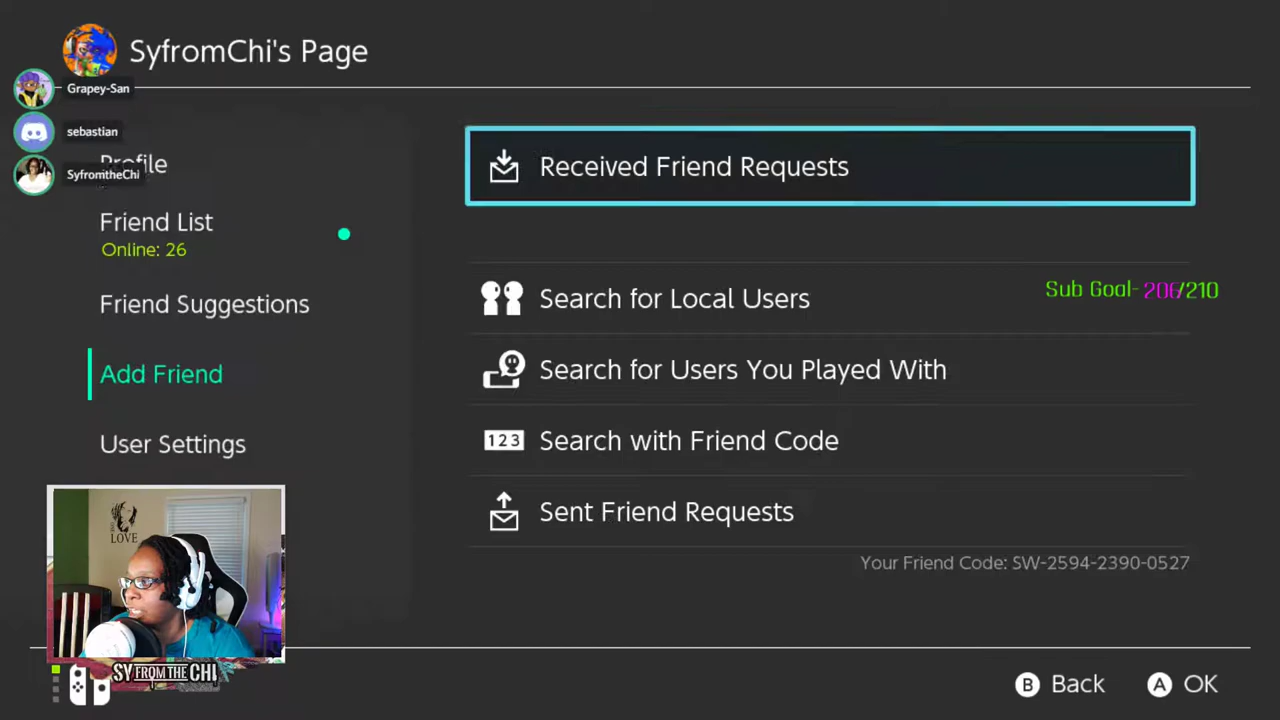 SyfromChi's Page
Grapey-San
sebastian
Profile
SyfromtheChi
Friend List
Online: 26
Friend Suggestions
Add Friend
User Settings
Received Friend Requests
Search for Local Users
Sub Goal- 206/210
Search for Users You Played With
123 Search with Friend Code
Sent Friend Requests
Your Friend Code: SW-2594-2390-0527
LOVE
SY FROM THE CHI
B Back
A OK